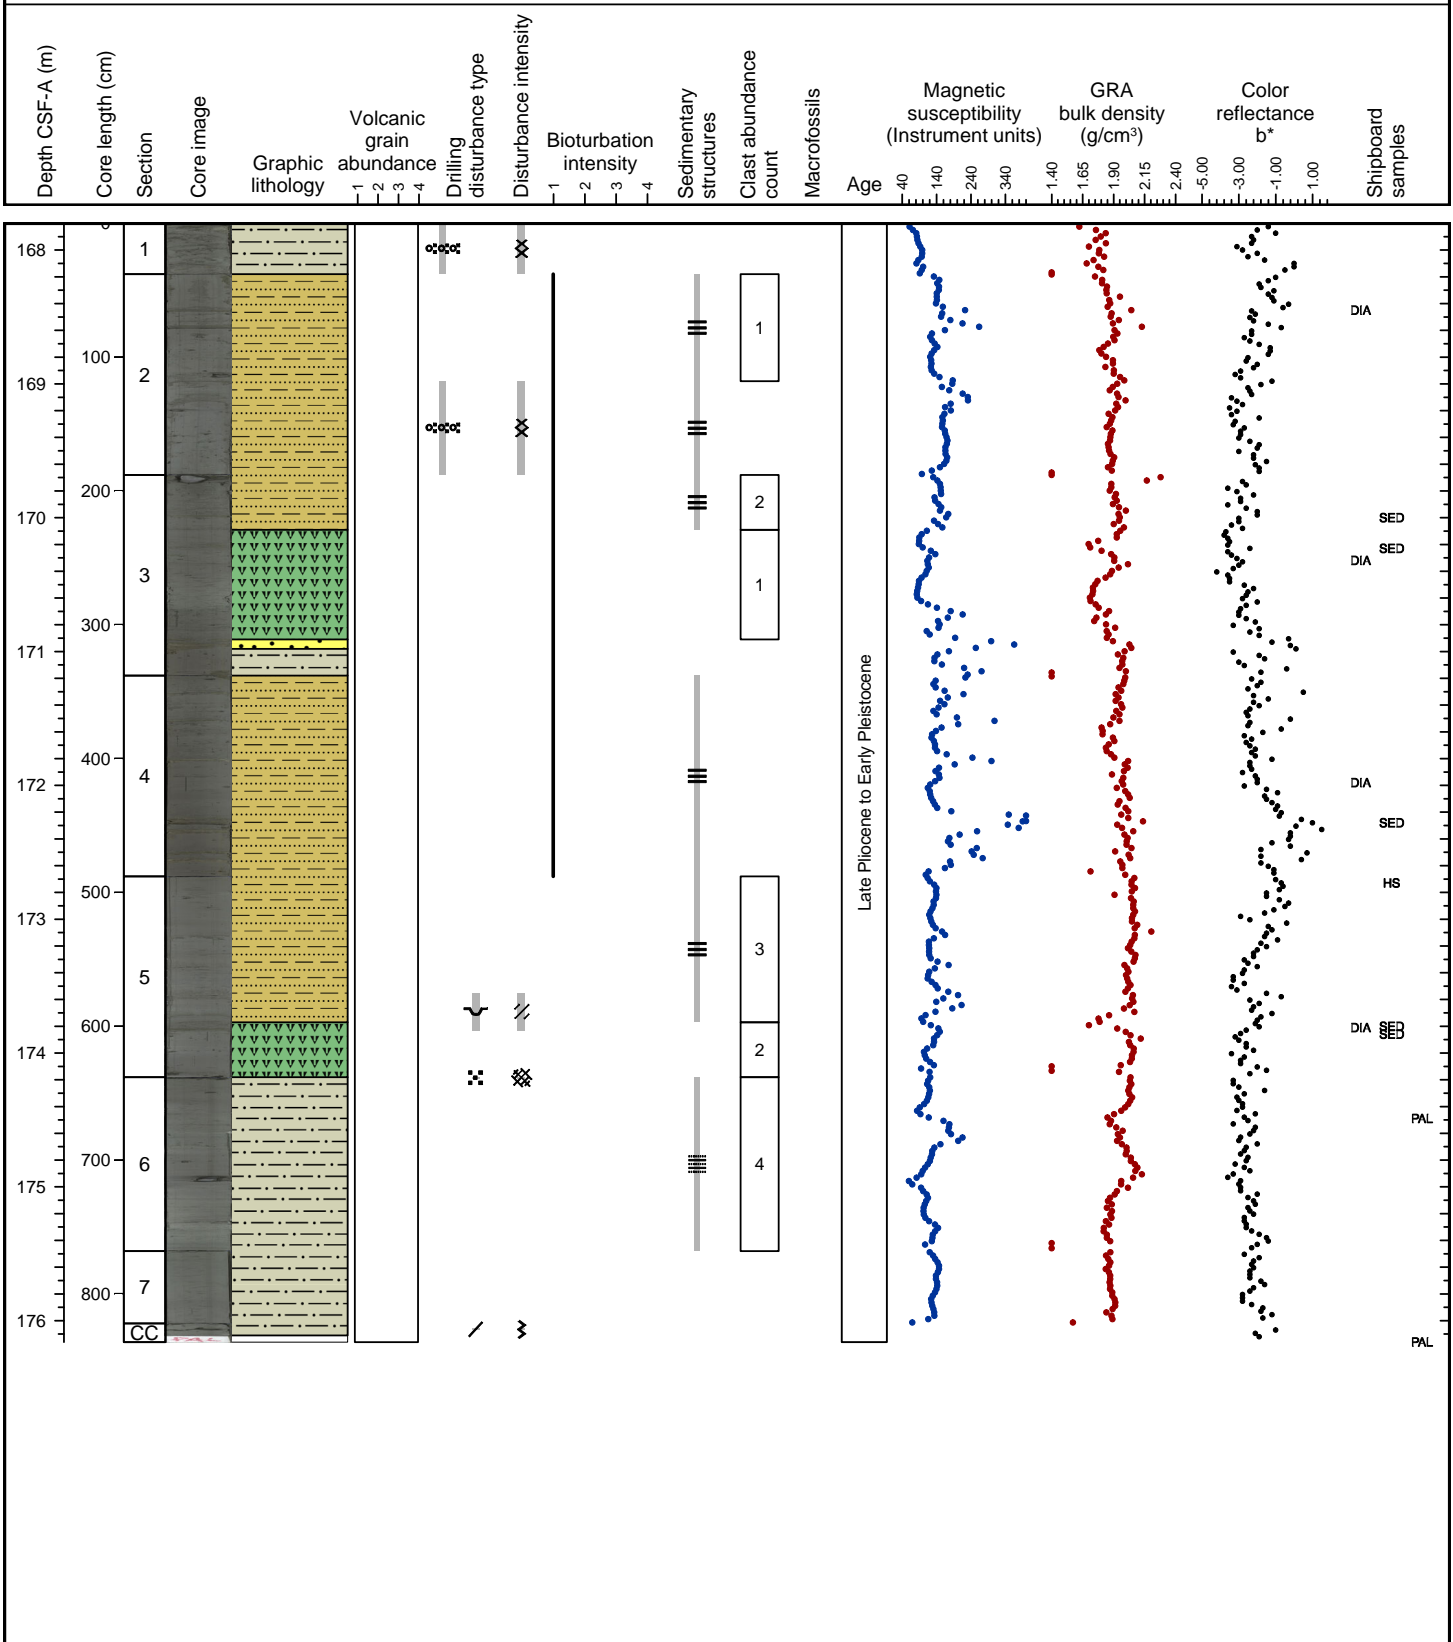 Depth CSF-A (m)
Core length (cm)
Section
Core image
Graphic
lithology
Volcanic
grain
abundance
1 2 3 4
Drilling
disturbance type
Disturbance intensity
Bioturbation
intensity
1 2 3 4
Sedimentary
structures
Clast abundance
count
Macrofossils
Age
Magnetic
susceptibility
(Instrument units)
40 140 240 340
GRA
bulk density
(g/cm³)
1.40 1.65 1.90 2.15 2.40
Color
reflectance
b*
-5.00 -3.00 -1.00 1.00
Shipboard
samples
0
168 1
DIA
1
100
169 2
200 2
170 SED
SED
DIA
3 1
300
171
400
172 4 DIA
SED
HS
500
173
5 3
600
DIA SED
SED
174 2
PAL
700 6 4
175
7
800
176
CC
PAL
Late Pliocene to Early Pleistocene